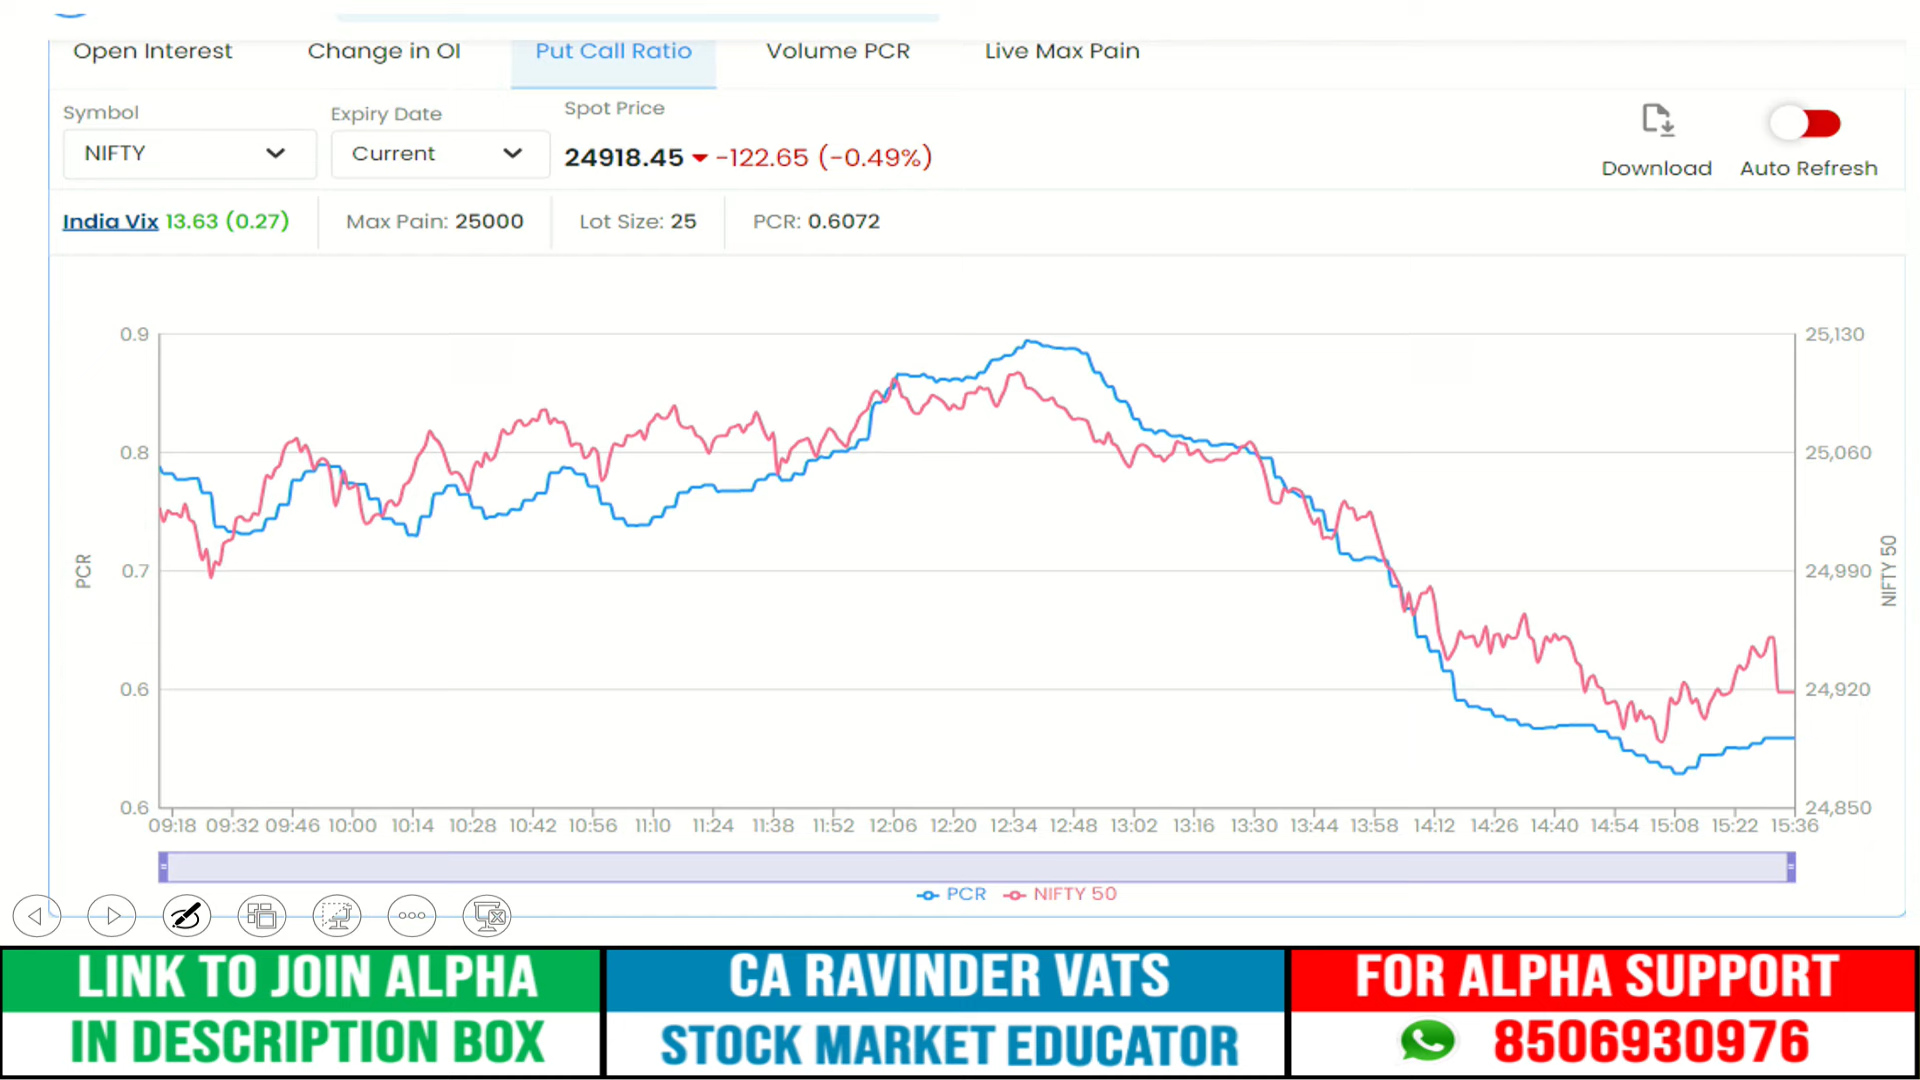 Open Interest
Change in OI
Put Call Ratio
Volume PCR
Live Max Pain
Symbol
NIFTY
Expiry Date
Current
Spot Price
24918.45 -122.65 (-0.49%)
Download
Auto Refresh
India Vix 13.63 (0.27)
Max Pain: 25000
Lot Size: 25
PCR: 0.6072
0.9
0.8
0.7
0.6
0.6
PCR
25,130
25,060
24,990
24,920
24,850
NIFTY 50
09:18 09:32 09:46 10:00 10:14 10:28 10:42 10:56 11:10 11:24 11:38 11:52 12:06 12:20 12:34 12:48 13:02 13:16 13:30 13:44 13:58 14:12 14:26 14:40 14:54 15:08 15:22 15:36
PCR NIFTY 50
LINK TO JOIN ALPHA
IN DESCRIPTION BOX
CA RAVINDER VATS
STOCK MARKET EDUCATOR
FOR ALPHA SUPPORT
8506930976